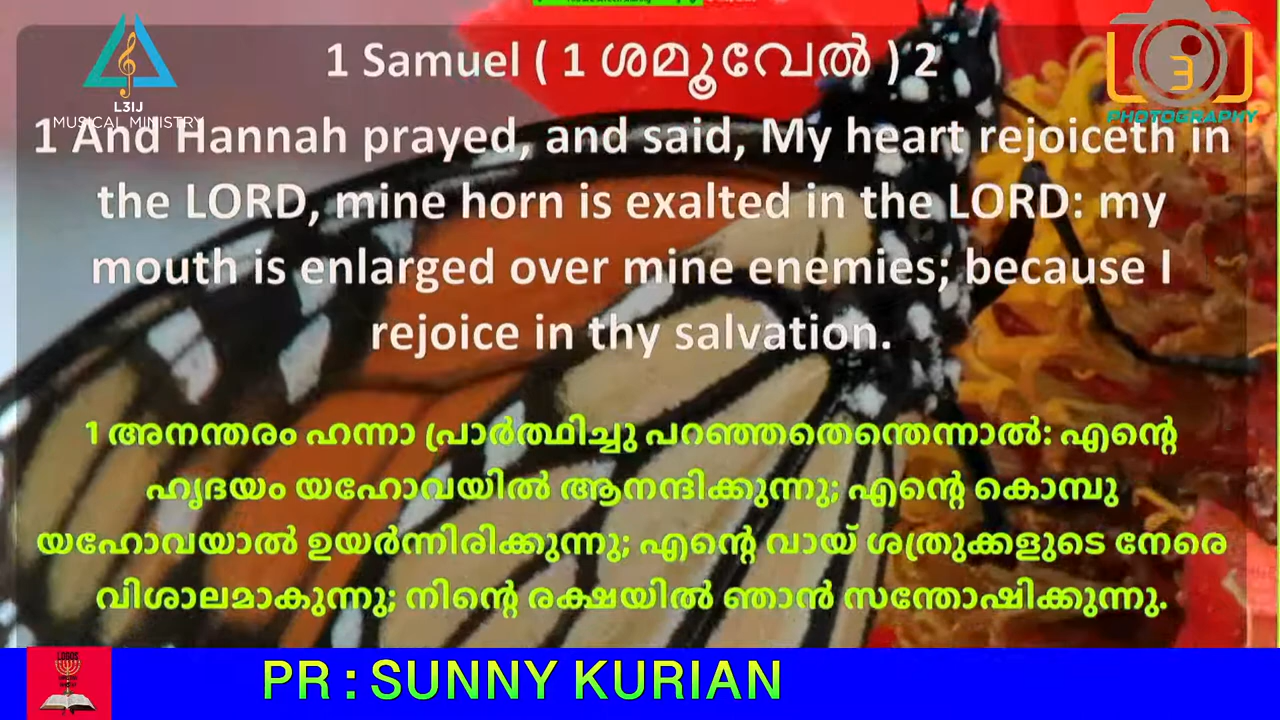 1 Samuel ( 1 ശമൂവേൽ ) 2
L3IJ
MUSICAL MINISTRY
3
PHOTOGRAPHY
1 And Hannah prayed, and said, My heart rejoiceth in
the LORD, mine horn is exalted in the LORD: my
mouth is enlarged over mine enemies; because I
rejoice in thy salvation.
1 അനന്തരം ഹന്നാ പ്രാർത്ഥിച്ചു പറഞ്ഞതെന്തെന്നാൽ: എന്റെ
ഹൃദയം യഹോവയിൽ ആനന്ദിക്കുന്നു; എന്റെ കൊമ്പു
യഹോവയാൽ ഉയർന്നിരിക്കുന്നു; എന്റെ വായ് ശത്രുക്കളുടെ നേരെ
വിശാലമാകുന്നു; നിന്റെ രക്ഷയിൽ ഞാൻ സന്തോഷിക്കുന്നു.
LOGOS
PR : SUNNY KURIAN